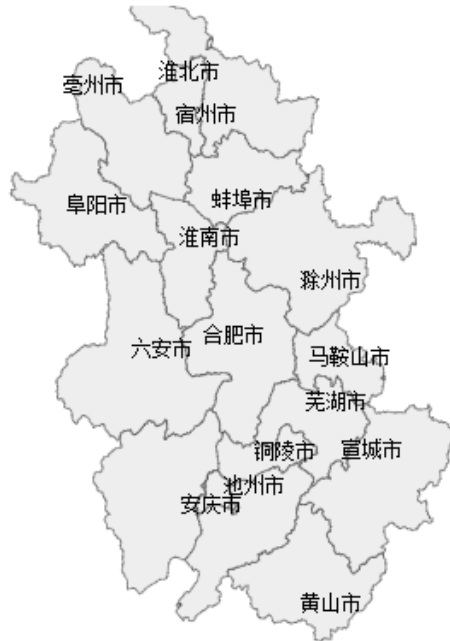 淮北市
亳州市
宿州市
阜阳市
蚌埠市
淮南市
滁州市
合肥市
六安市
马鞍山市
芜湖市
铜陵市
宣城市
池州市
安庆市
黄山市